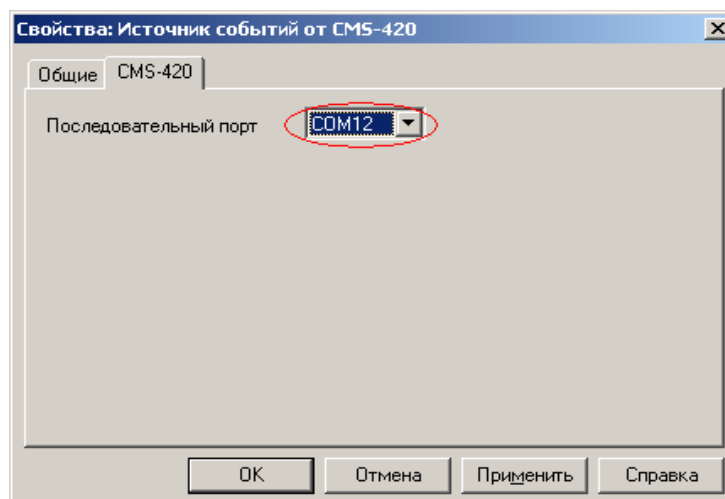 Свойства: Источник событий от CMS-420
Общие CMS-420
Последовательный порт COM12
OK Отмена Применить Справка